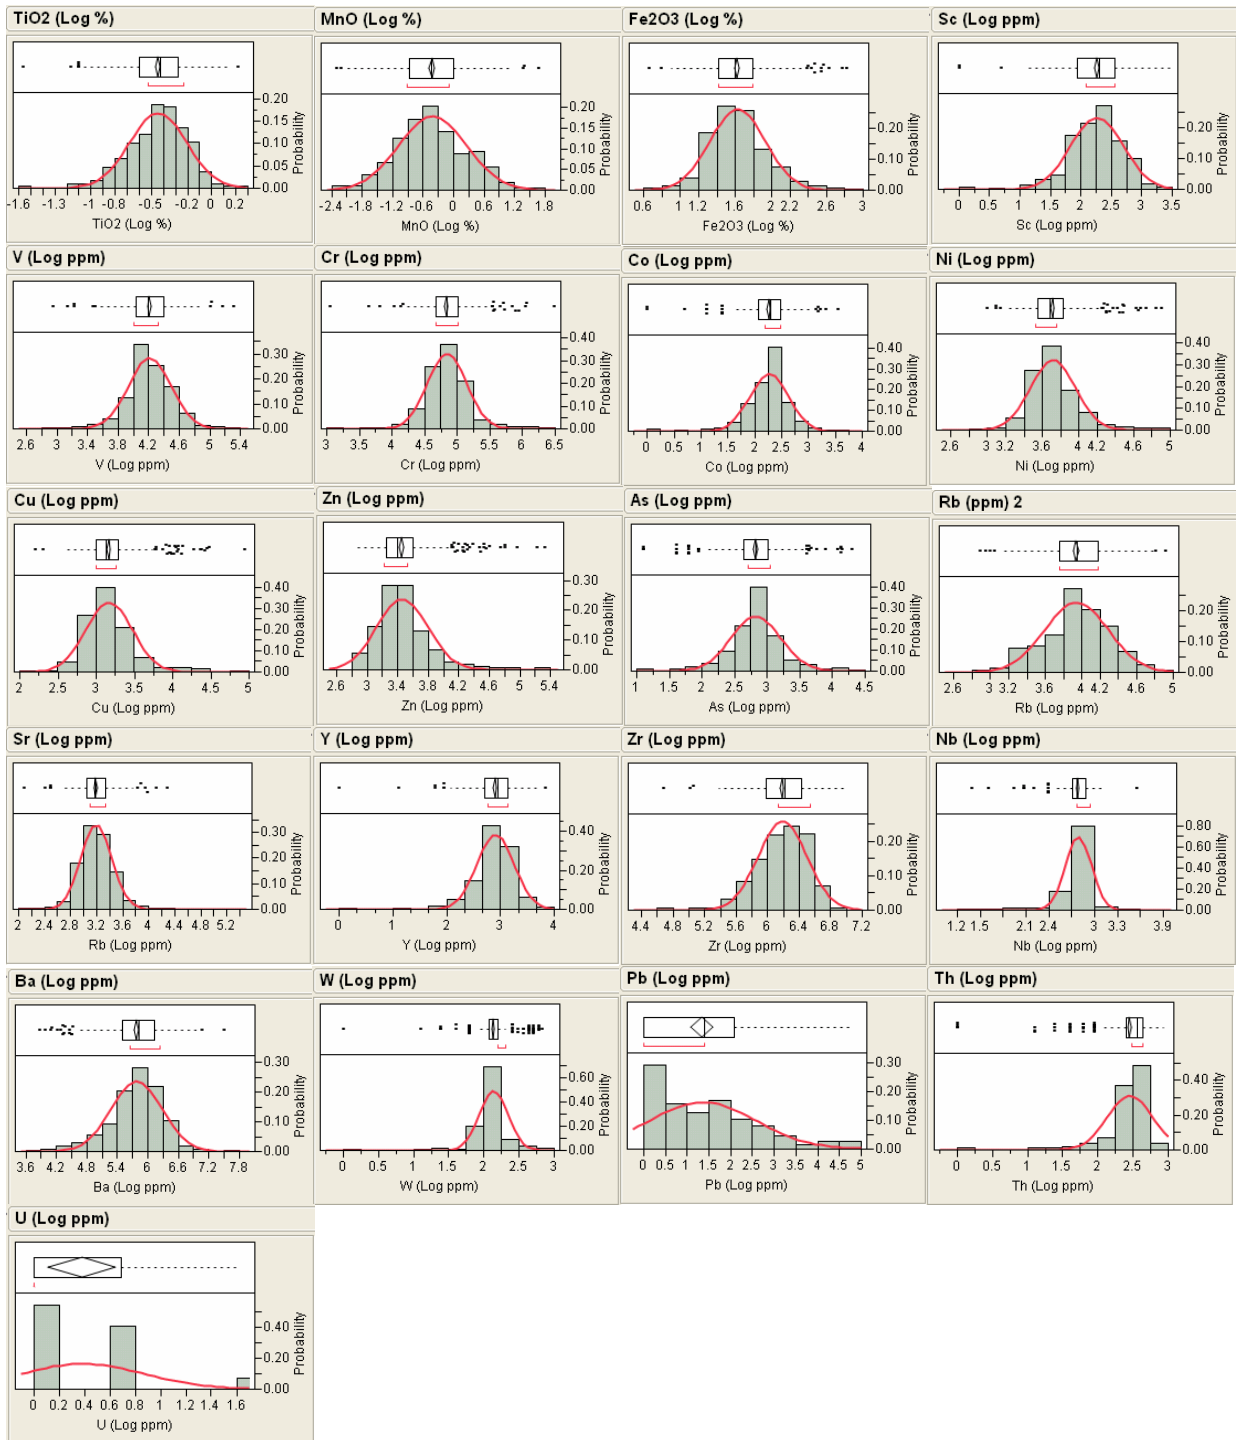 TiO2 (Log %)
0.20
0.15
0.10
0.05
0.00
Probability
-1.6 -1.3 -1 -0.8 -0.5 -0.2 0 0.2
TiO2 (Log %)
MnO (Log %)
0.20
0.15
0.10
0.05
0.00
Probability
-2.4 -1.8 -1.2 -0.6 0 0.6 1.2 1.8
MnO (Log %)
Fe2O3 (Log %)
0.20
0.10
0.00
Probability
0.6 1 1.2 1.6 2 2.2 2.6 3
Fe2O3 (Log %)
Sc (Log ppm)
0.20
0.10
0.00
Probability
0 0.5 1 1.5 2 2.5 3 3.5
Sc (Log ppm)
V (Log ppm)
0.30
0.20
0.10
0.00
Probability
2.6 3 3.4 3.8 4.2 4.6 5 5.4
V (Log ppm)
Cr (Log ppm)
0.40
0.30
0.20
0.10
0.00
Probability
3 3.5 4 4.5 5 5.5 6 6.5
Cr (Log ppm)
Co (Log ppm)
0.40
0.30
0.20
0.10
0.00
Probability
0 0.5 1 1.5 2 2.5 3 3.5 4
Co (Log ppm)
Ni (Log ppm)
0.40
0.30
0.20
0.10
0.00
Probability
2.6 3 3.2 3.6 4 4.2 4.6 5
Ni (Log ppm)
Cu (Log ppm)
0.40
0.30
0.20
0.10
0.00
Probability
2 2.5 3 3.5 4 4.5 5
Cu (Log ppm)
Zn (Log ppm)
0.30
0.20
0.10
0.00
Probability
2.6 3 3.4 3.8 4.2 4.6 5 5.4
Zn (Log ppm)
As (Log ppm)
0.40
0.30
0.20
0.10
0.00
Probability
1 1.5 2 2.5 3 3.5 4 4.5
As (Log ppm)
Rb (ppm) 2
0.20
0.10
0.00
Probability
2.6 3 3.2 3.6 4 4.2 4.6 5
Rb (Log ppm)
Sr (Log ppm)
0.30
0.20
0.10
0.00
Probability
2 2.4 2.8 3.2 3.6 4 4.4 4.8 5.2
Rb (Log ppm)
Y (Log ppm)
0.40
0.20
0.00
Probability
0 1 2 3 4
Y (Log ppm)
Zr (Log ppm)
0.20
0.10
0.00
Probability
4.4 4.8 5.2 5.6 6 6.4 6.8 7.2
Zr (Log ppm)
Nb (Log ppm)
0.80
0.60
0.40
0.20
0.00
Probability
1.2 1.5 2.1 2.4 3 3.3 3.9
Nb (Log ppm)
Ba (Log ppm)
0.30
0.20
0.10
0.00
Probability
3.6 4.2 4.8 5.4 6 6.6 7.2 7.8
Ba (Log ppm)
W (Log ppm)
0.60
0.40
0.20
0.00
Probability
0 0.5 1 1.5 2 2.5 3
W (Log ppm)
Pb (Log ppm)
0.30
0.20
0.10
0.00
Probability
0 0.5 1 1.5 2 2.5 3 3.5 4 4.5 5
Pb (Log ppm)
Th (Log ppm)
0.40
0.20
0.00
Probability
0 0.5 1 1.5 2 2.5 3
Th (Log ppm)
U (Log ppm)
0.40
0.20
0.00
Probability
0 0.2 0.4 0.6 0.8 1 1.2 1.4 1.6
U (Log ppm)